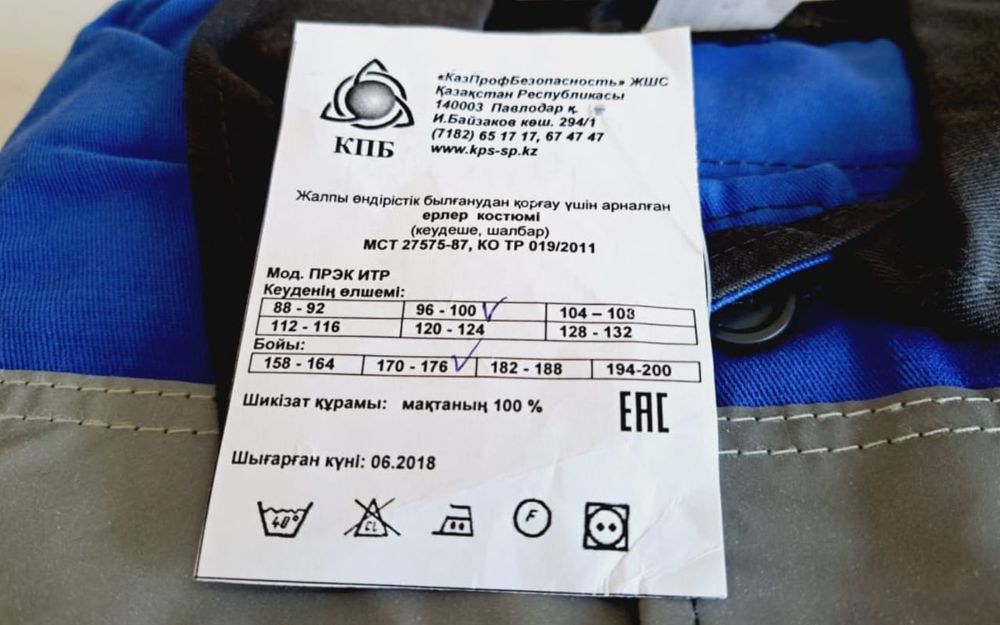 «КазПрофБезопасность» ЖШС
Қазақстан Республикасы
140003 Павлодар қ.
И.Байзаков көш. 294/1
(7182) 65 17 17, 67 47 47
www.kps-sp.kz
КПБ
Жалпы өндірістік былғанудан қорғау үшін арналған
ерлер костюмі
(кеудеше, шалбар)
МСТ 27575-87, КО ТР 019/2011
Мод. ПРЭК ИТР
Кеуденің өлшемі:
88 - 92 96 - 100 104 – 108
112 - 116 120 - 124 128 - 132
Бойы:
158 - 164 170 - 176 182 - 188 194-200
Шикізат құрамы: мақтаның 100 %
EAC
Шығарған күні: 06.2018
40° CL F